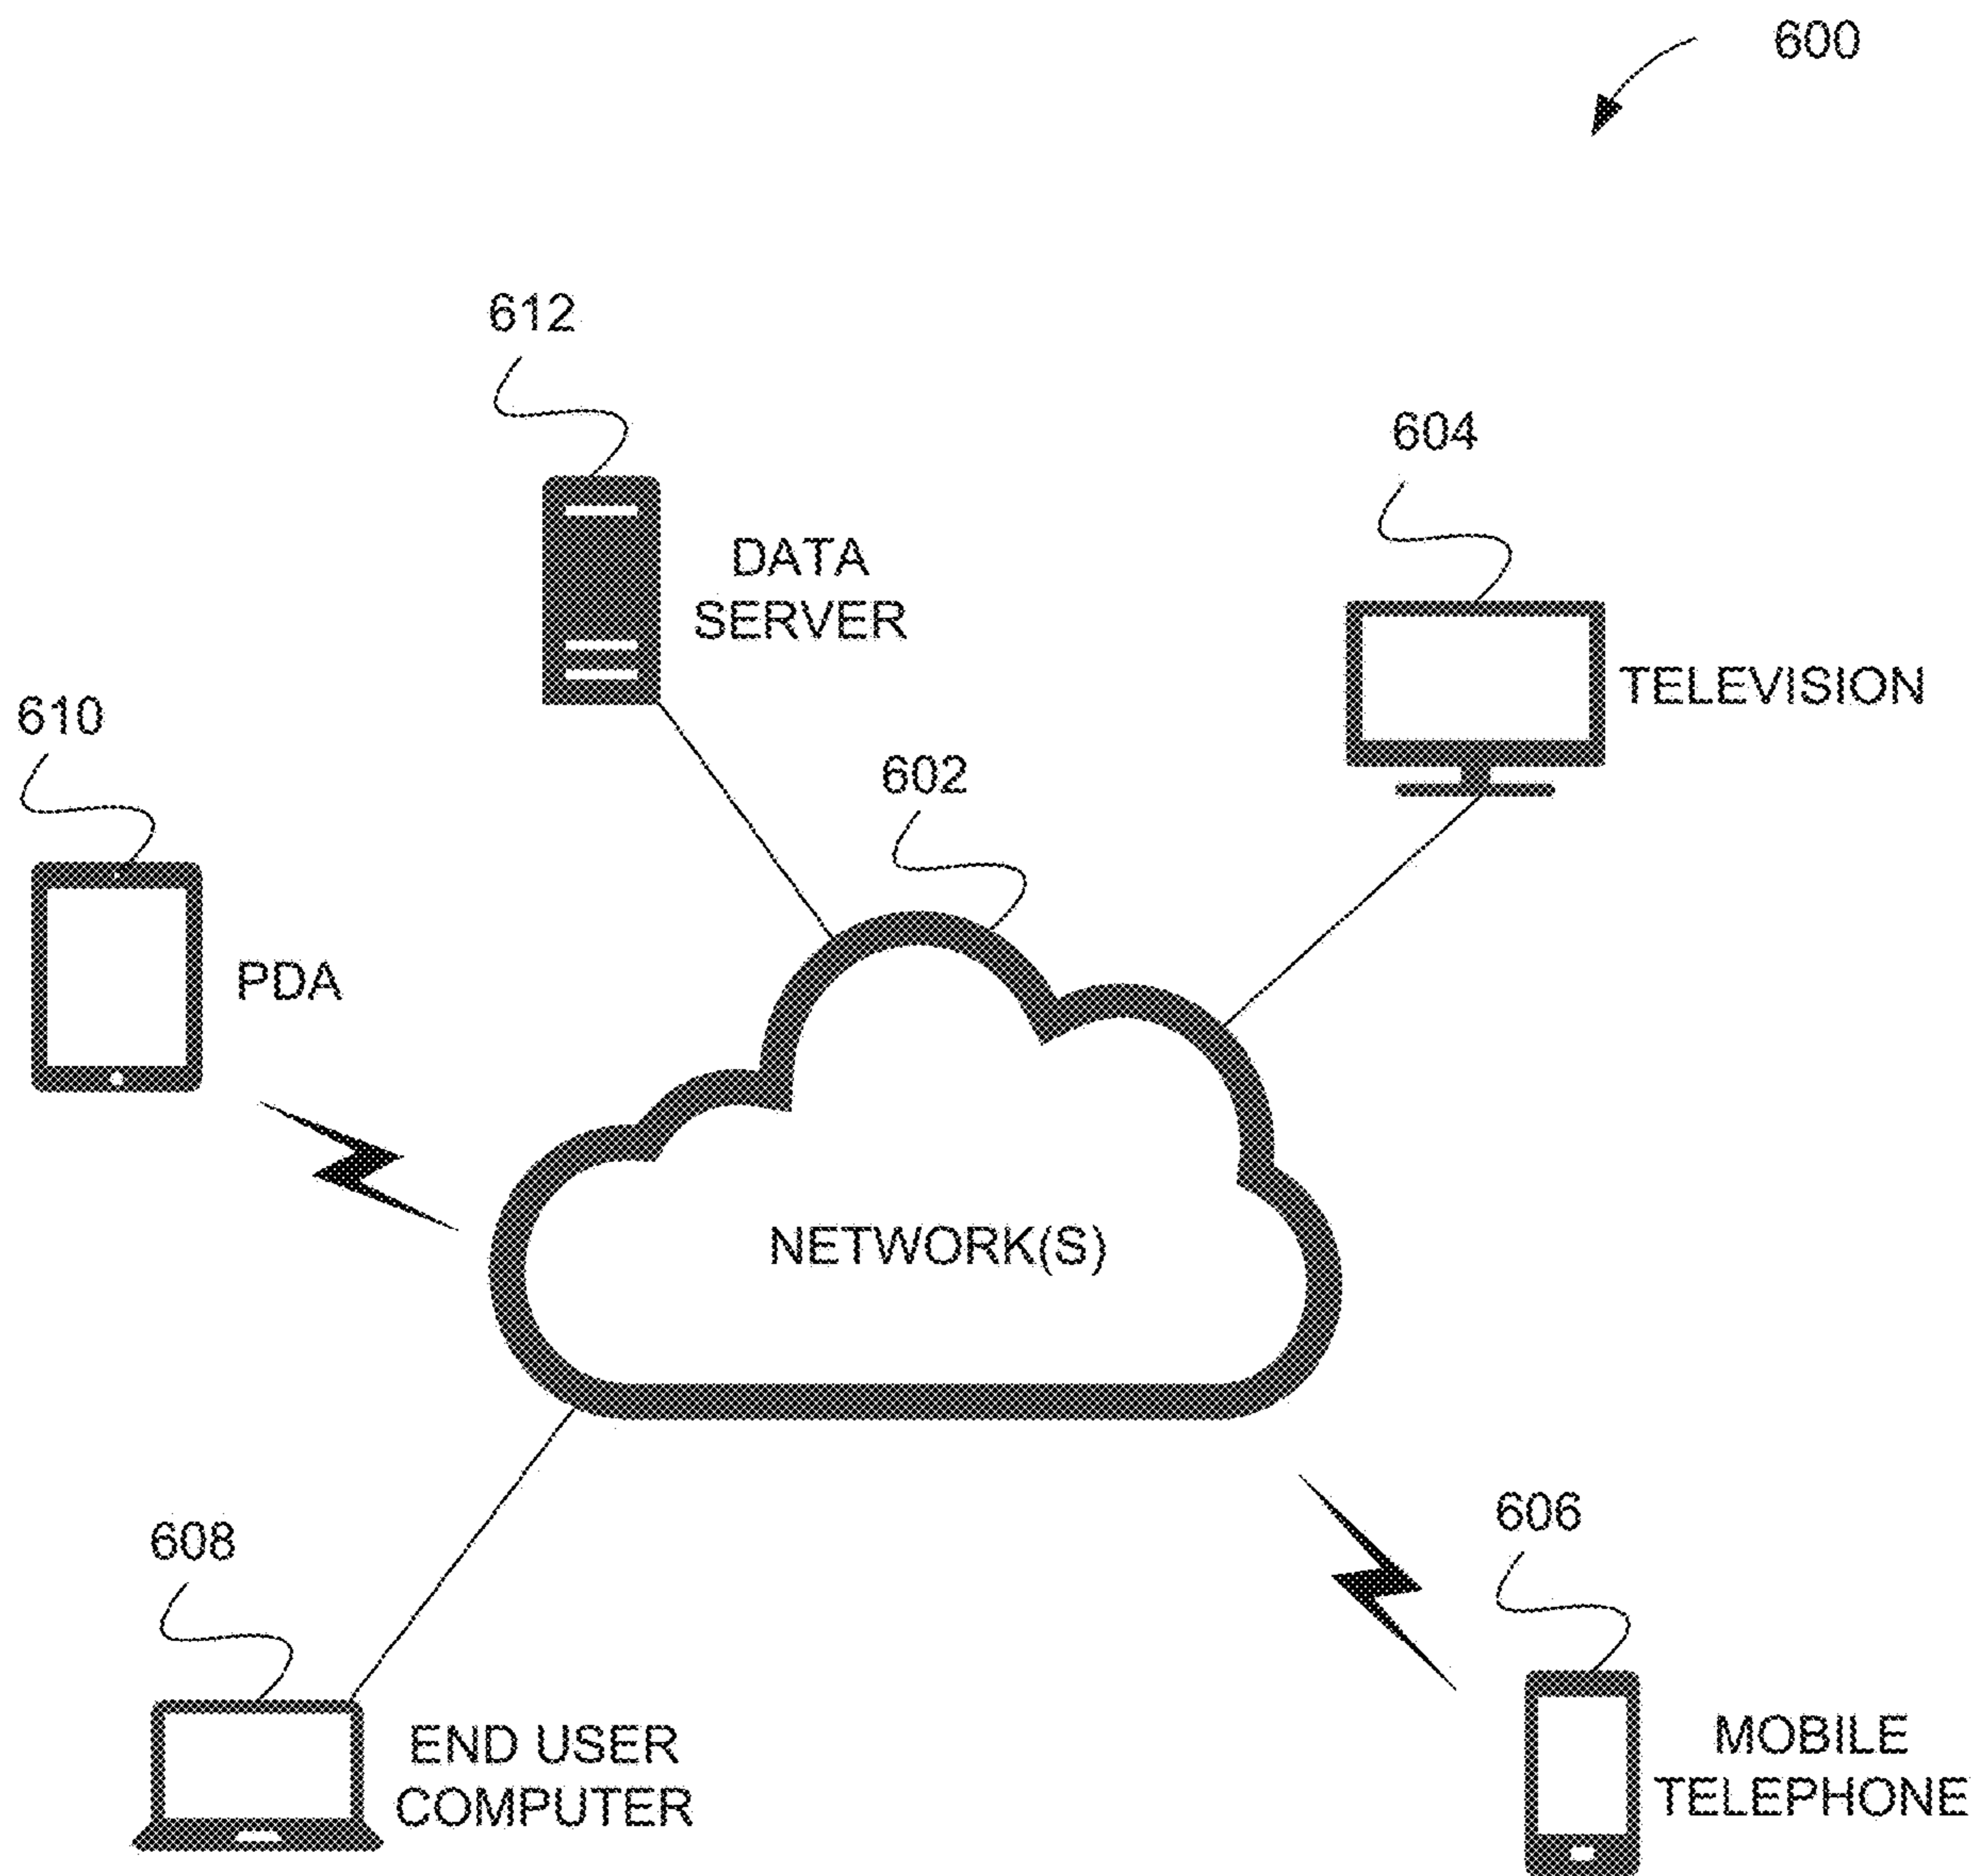 600
612
604
DATA
SERVER
TELEVISION
610
602
PDA
NETWORK(S)
608
606
END USER
COMPUTER
MOBILE
TELEPHONE